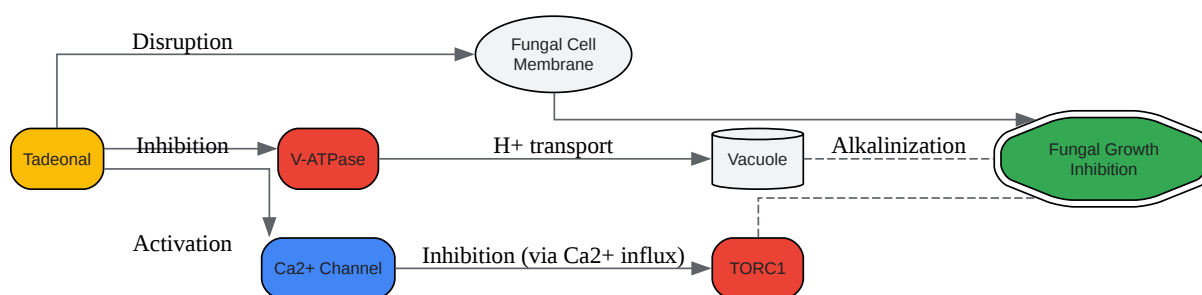 Disruption
Fungal Cell
Membrane
Tadeonal
Inhibition
V-ATPase
H+ transport
Vacuole
Alkalinization
Fungal Growth
Inhibition
Activation
Ca2+ Channel
Inhibition (via Ca2+ influx)
TORC1